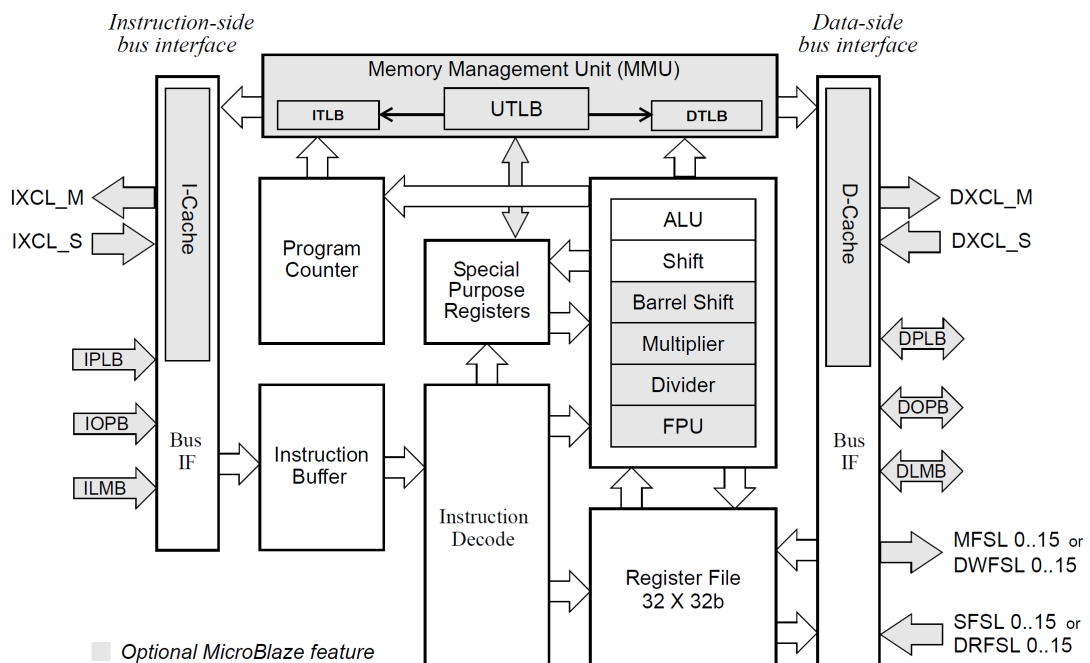 Instruction-side
bus interface
Data-side
bus interface
Memory Management Unit (MMU)
ITLB
UTLB
DTLB
I-Cache
D-Cache
IXCL_M
IXCL_S
DXCL_M
DXCL_S
Program
Counter
Special
Purpose
Registers
ALU
Shift
Barrel Shift
Multiplier
Divider
FPU
IPLB
IOPB
ILMB
Bus
IF
Instruction
Buffer
Instruction
Decode
Register File
32 X 32b
Bus
IF
DPLB
DOPB
DLMB
MFSL 0..15 or
DWFSL 0..15
SFSL 0..15 or
DRFSL 0..15
Optional MicroBlaze feature